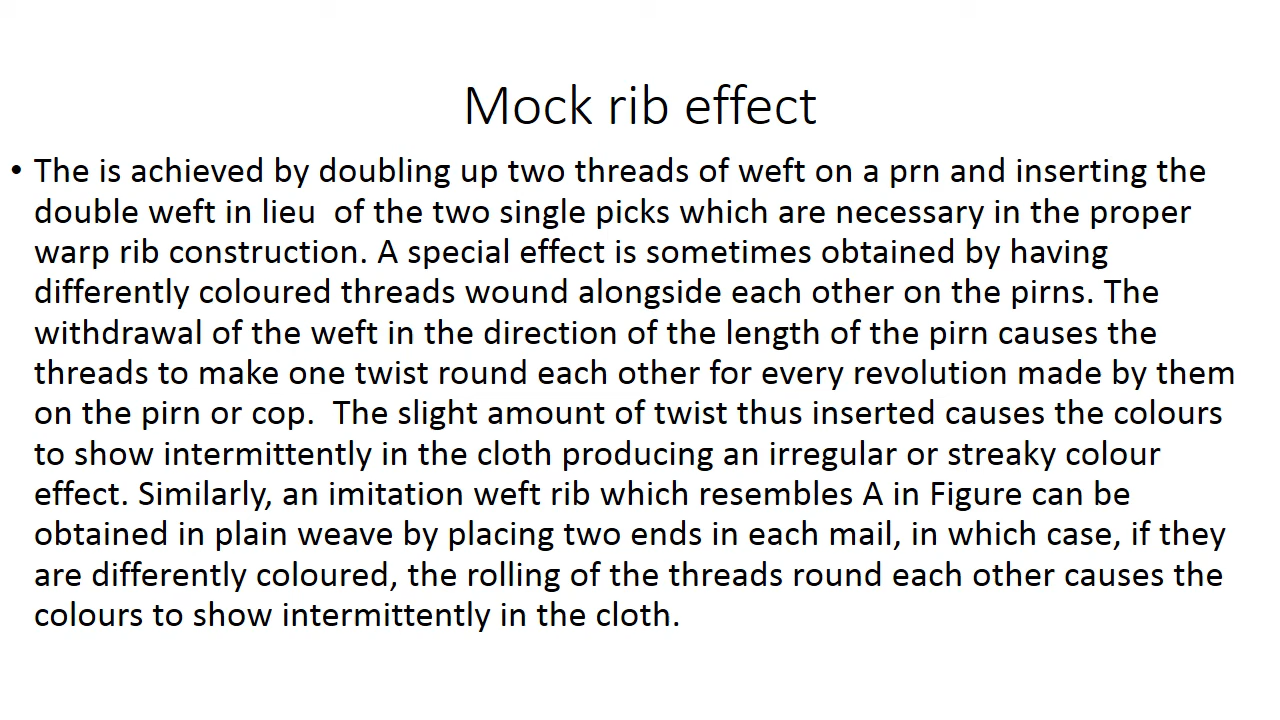 Mock rib effect
• The is achieved by doubling up two threads of weft on a prn and inserting the
double weft in lieu  of the two single picks which are necessary in the proper
warp rib construction. A special effect is sometimes obtained by having
differently coloured threads wound alongside each other on the pirns. The
withdrawal of the weft in the direction of the length of the pirn causes the
threads to make one twist round each other for every revolution made by them
on the pirn or cop.  The slight amount of twist thus inserted causes the colours
to show intermittently in the cloth producing an irregular or streaky colour
effect. Similarly, an imitation weft rib which resembles A in Figure can be
obtained in plain weave by placing two ends in each mail, in which case, if they
are differently coloured, the rolling of the threads round each other causes the
colours to show intermittently in the cloth.